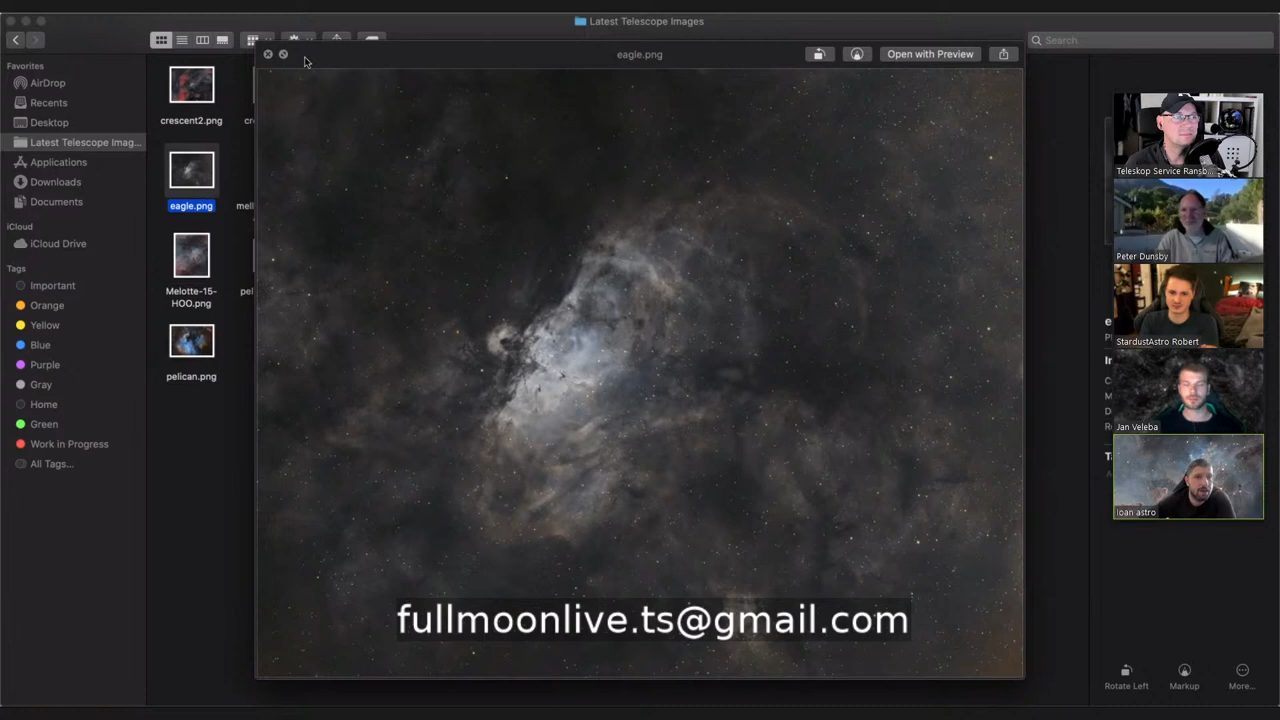 Latest Telescope Images
Search
eagle.png
Open with Preview
Favorites
AirDrop
Recents
Desktop
Latest Telescope Imag...
Applications
Downloads
Documents
iCloud
iCloud Drive
Tags
Important
Orange
Yellow
Blue
Purple
Gray
Home
Green
Work in Progress
All Tags...
crescent2.png
eagle.png
Melotte-15-
HOO.png
pelican.png
fullmoonlive.ts@gmail.com
Teleskop Service Ransb...
Peter Dunsby
StardustAstro Robert
Jan Veleba
Ioan astro
Rotate Left
Markup
More...